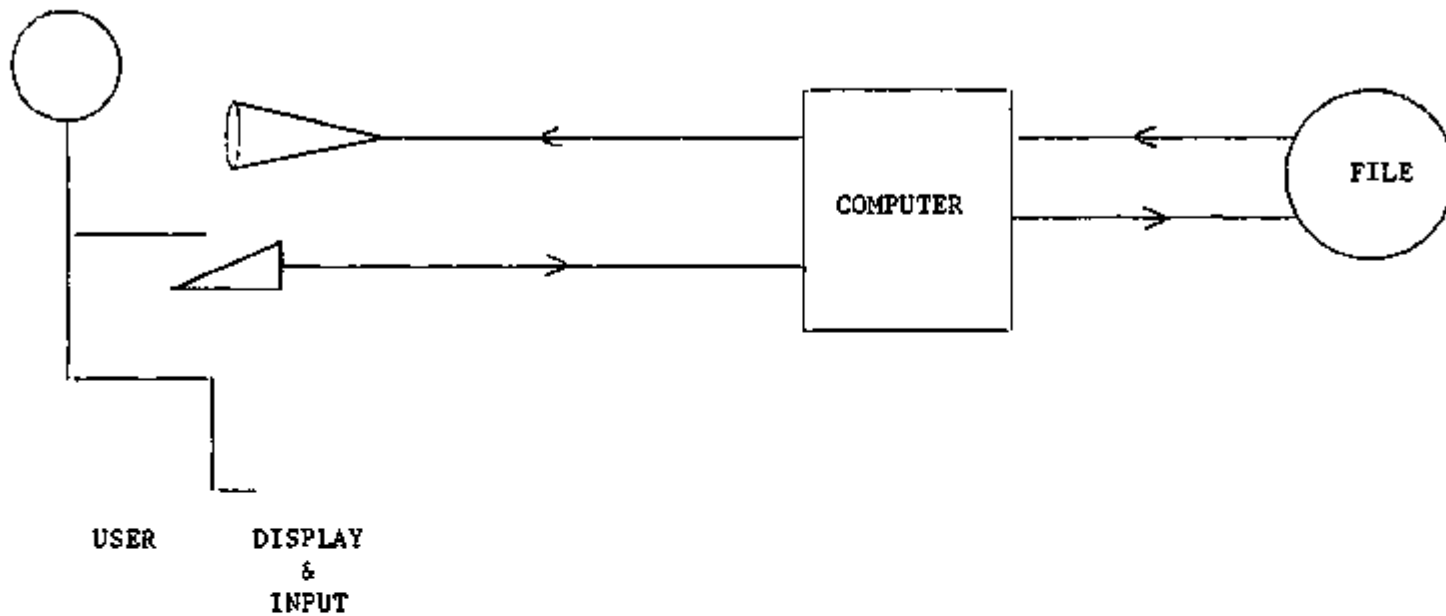 FILE
COMPUTER
USER
DISPLAY
&
INPUT